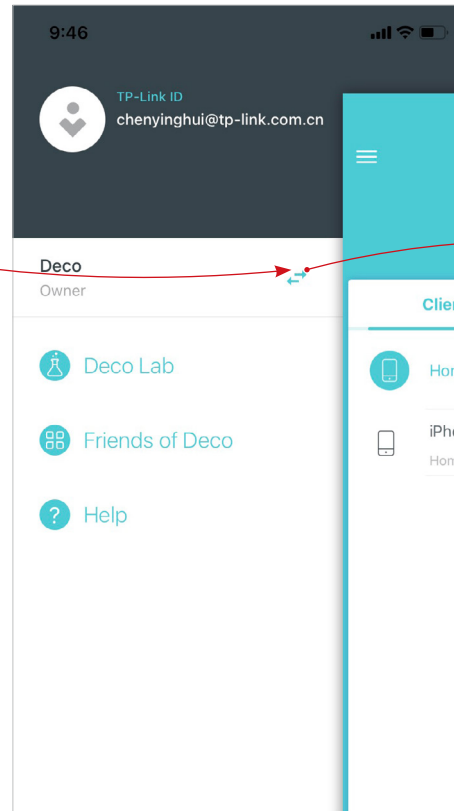 9:46
TP-Link ID
chenyinghui@tp-link.com.cn
Deco
Owner
Deco Lab
Friends of Deco
Help
?